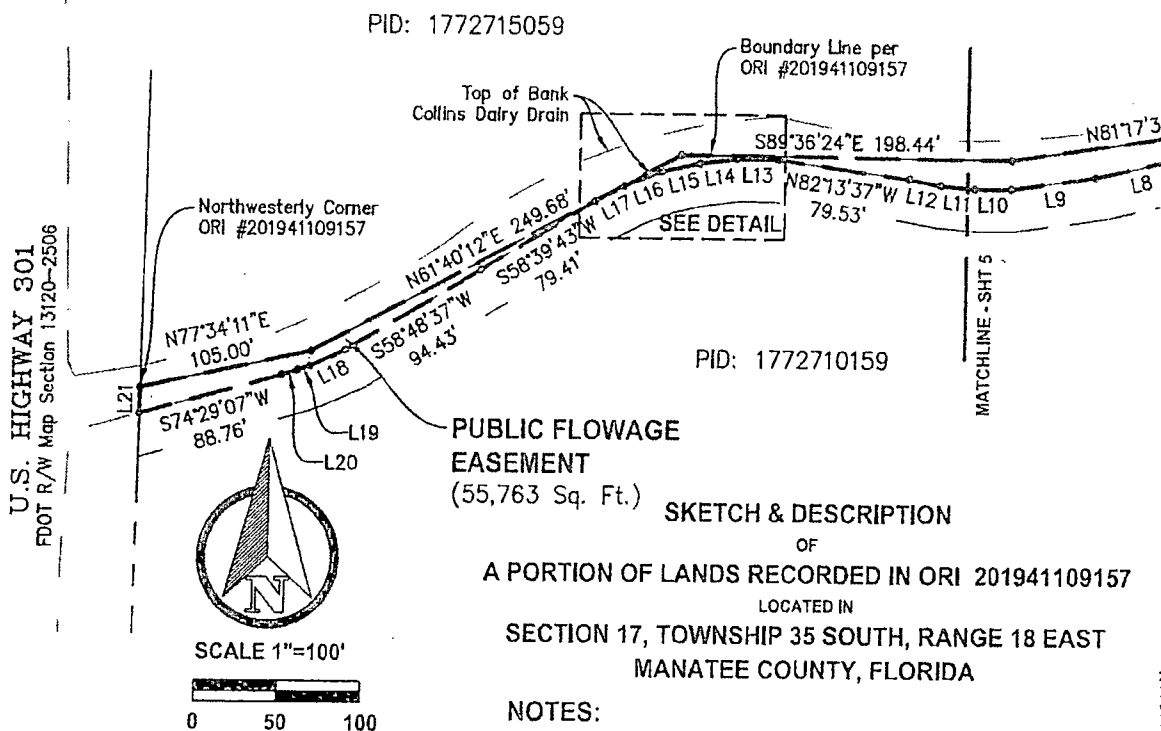 PID: 1772715059
Boundary Line per
ORI #201941109157
Top of Bank
Collins Dairy Drain
S89°36'24"E 198.44'
N81°17'3
Northwesterly Corner
ORI #201941109157
L17 L16 L15 L14 L13
N82°13'37"W
79.53'
L12 L11 L10 L9 L8
SEE DETAIL
N61°40'12"E 249.68'
S58°39'43"W
79.41'
U.S. HIGHWAY 301
FDOT R/W Map Section 13120-2506
N77°34'11"E
105.00'
S58°48'37"W
94.43'
PID: 1772710159
MATCHLINE - SHT 5
L21
L18
S74°29'07"W
88.76'
L19
L20
PUBLIC FLOWAGE
EASEMENT
(55,763 Sq. Ft.)
SKETCH & DESCRIPTION
OF
A PORTION OF LANDS RECORDED IN ORI 201941109157
LOCATED IN
SECTION 17, TOWNSHIP 35 SOUTH, RANGE 18 EAST
MANATEE COUNTY, FLORIDA
N
SCALE 1"=100'
0 50 100
NOTES: